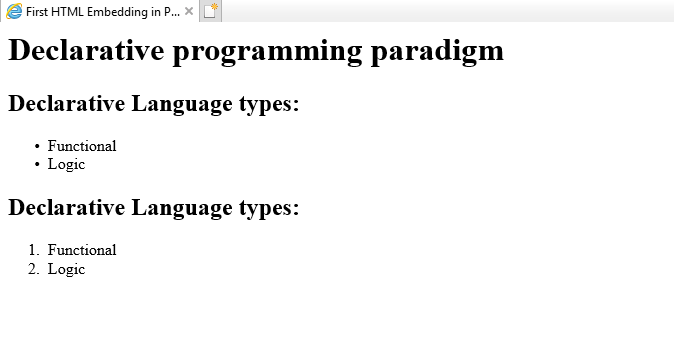 First HTML Embedding in P...
Declarative programming paradigm
Declarative Language types:
• Functional
• Logic
Declarative Language types:
1. Functional
2. Logic